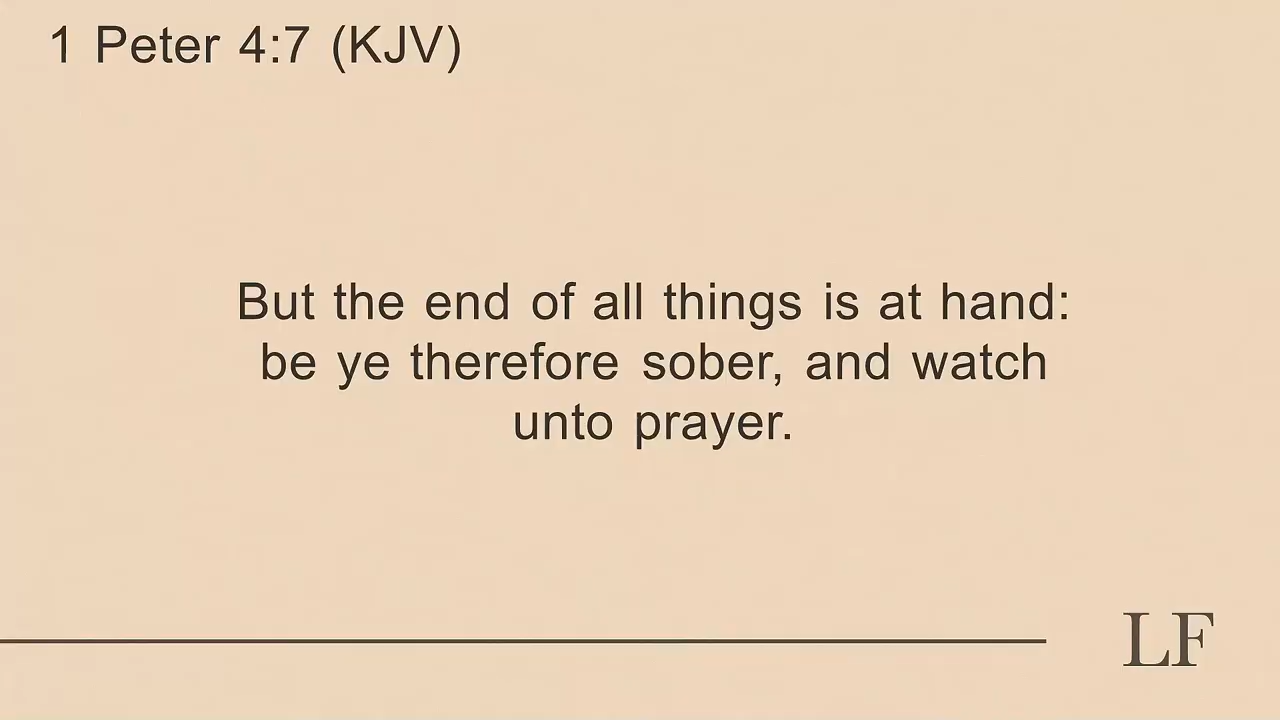 1 Peter 4:7 (KJV)
But the end of all things is at hand:
be ye therefore sober, and watch
unto prayer.
LF